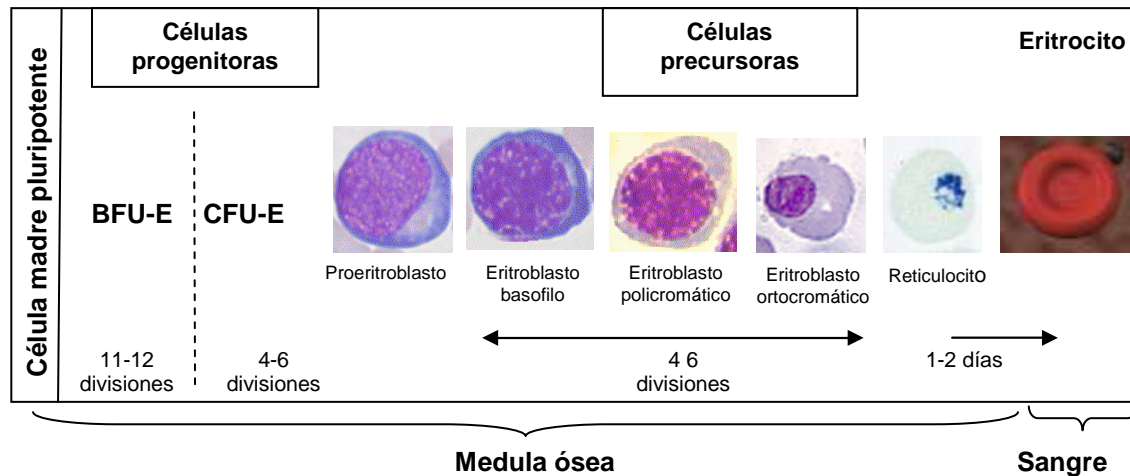 Célula madre pluripotente
Células
progenitoras
Células
precursoras
Eritrocito
BFU-E
CFU-E
Proeritroblasto
Eritroblasto
basofilo
Eritroblasto
policromático
Eritroblasto
ortocromático
Reticulocito
11-12
divisiones
4-6
divisiones
4 6
divisiones
1-2 días
Medula ósea
Sangre